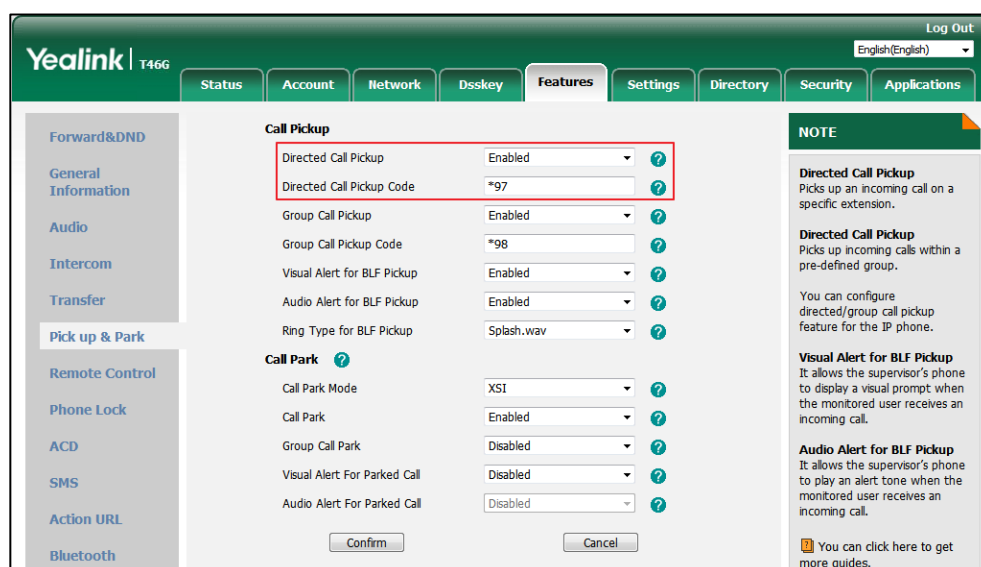 Log Out
English(English)
Yealink | T46G
Status
Account
Network
Dsskey
Features
Settings
Directory
Security
Applications
Forward&DND
General
Information
Audio
Intercom
Transfer
Pick up & Park
Remote Control
Phone Lock
ACD
SMS
Action URL
Bluetooth
Call Pickup
Directed Call Pickup Enabled ?
Directed Call Pickup Code *97 ?
Group Call Pickup Enabled ?
Group Call Pickup Code *98 ?
Visual Alert for BLF Pickup Enabled ?
Audio Alert for BLF Pickup Enabled ?
Ring Type for BLF Pickup Splash.wav ?
Call Park ?
Call Park Mode XSI ?
Call Park Enabled ?
Group Call Park Disabled ?
Visual Alert For Parked Call Disabled ?
Audio Alert For Parked Call Disabled ?
Confirm Cancel
NOTE
Directed Call Pickup
Picks up an incoming call on a
specific extension.
Directed Call Pickup
Picks up incoming calls within a
pre-defined group.
You can configure
directed/group call pickup
feature for the IP phone.
Visual Alert for BLF Pickup
It allows the supervisor's phone
to display a visual prompt when
the monitored user receives an
incoming call.
Audio Alert for BLF Pickup
It allows the supervisor's phone
to play an alert tone when the
monitored user receives an
incoming call.
? You can click here to get
more guides.